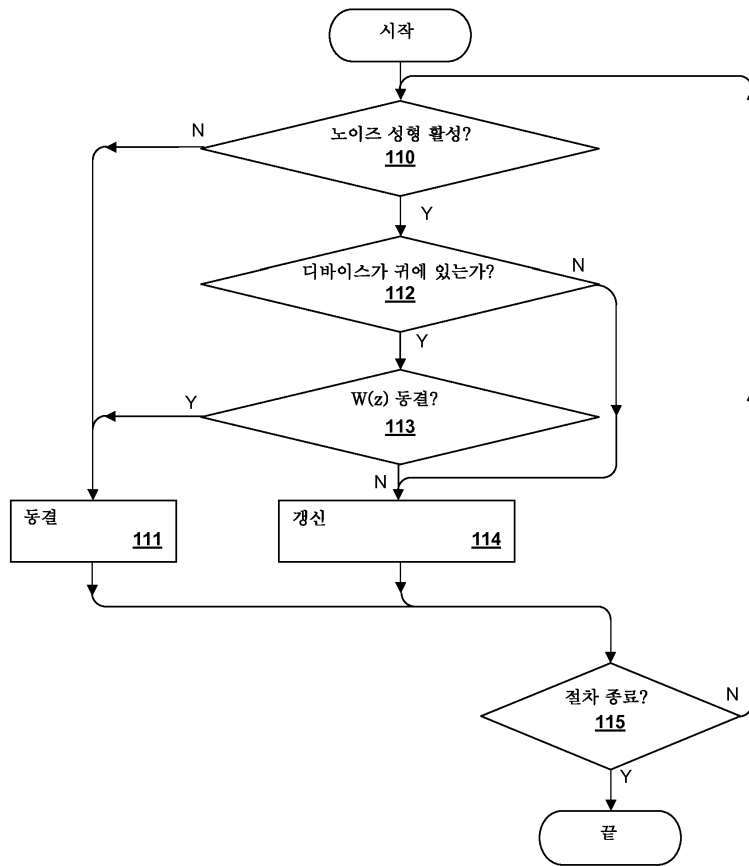 시작
노이즈 성형 활성?
110
N
Y
디바이스가 귀에 있는가?
112
N
Y
W(z) 동결?
113
Y
N
동결
111
갱신
114
절차 종료?
115
N
Y
끝